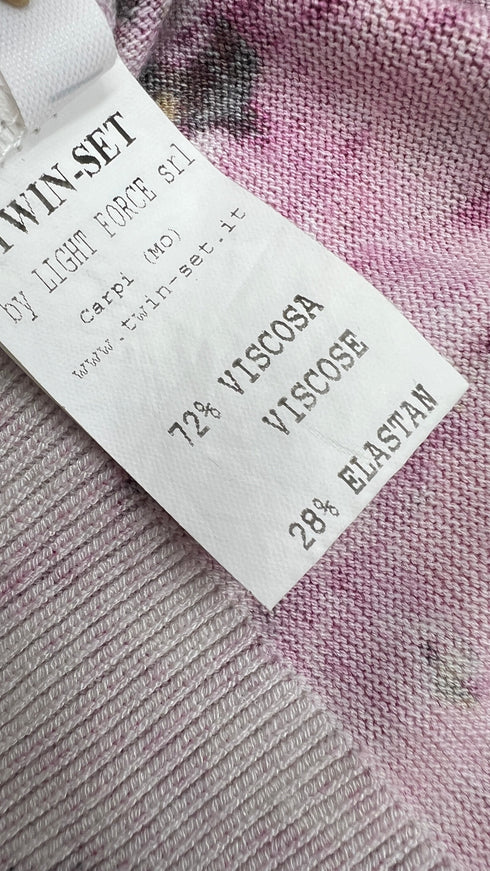 TWIN-SET
by LIGHT FORCE srl
Carpi (MO)
www.twin-set.it
72% VISCOSA
VISCOSE
28% ELASTAN